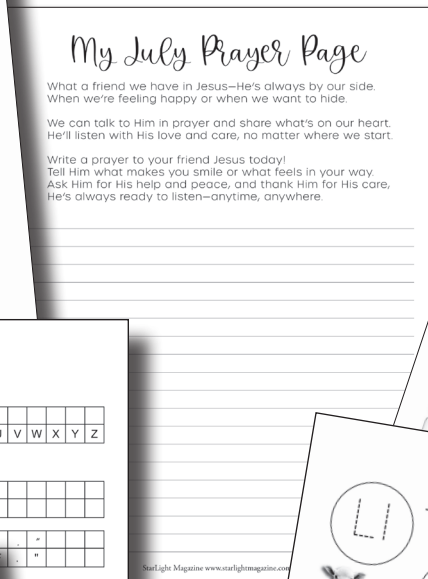 My July Prayer Page
What a friend we have in Jesus—He's always by our side.
When we're feeling happy or when we want to hide.
We can talk to Him in prayer and share what's on our heart.
He'll listen with His love and care, no matter where we start.
Write a prayer to your friend Jesus today!
Tell Him what makes you smile or what feels in your way.
Ask Him for His help and peace, and thank Him for His care,
He's always ready to listen—anytime, anywhere.
V W X Y Z
Ll
StarLight Magazine www.starlightmagazine.com